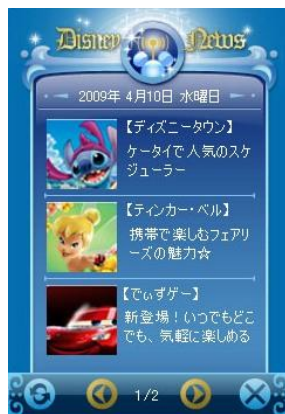 Disney News
2009年 4月10日 水曜日
【ディズニータウン】
ケータイで人気のスケ
ジューラー
【ティンカー・ベル】
携帯で楽しむフェアリ
ーズの魅力☆
【でぃずゲー】
新登場！いつでもどこ
でも、気軽に楽しめる
1/2